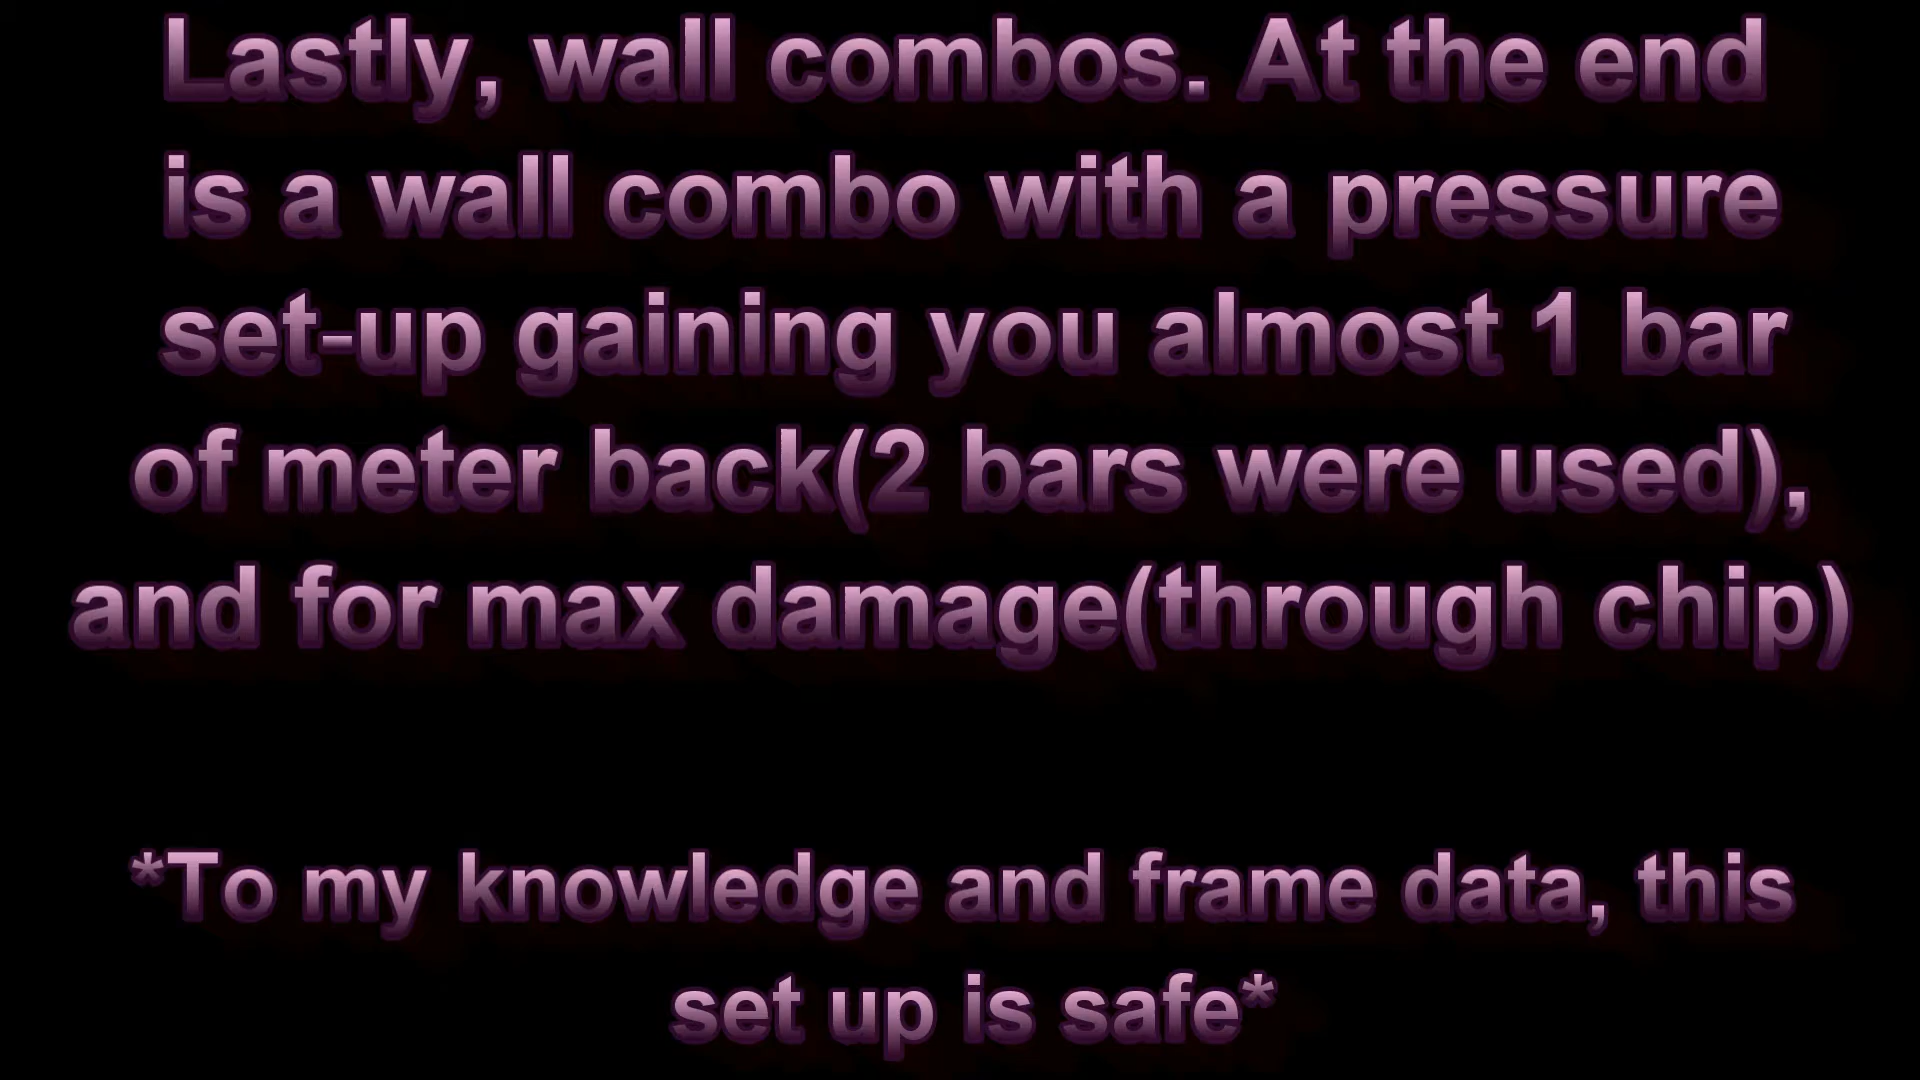 Lastly, wall combos. At the end
is a wall combo with a pressure
set-up gaining you almost 1 bar
of meter back(2 bars were used),
and for max damage(through chip)
*To my knowledge and frame data, this
set up is safe*